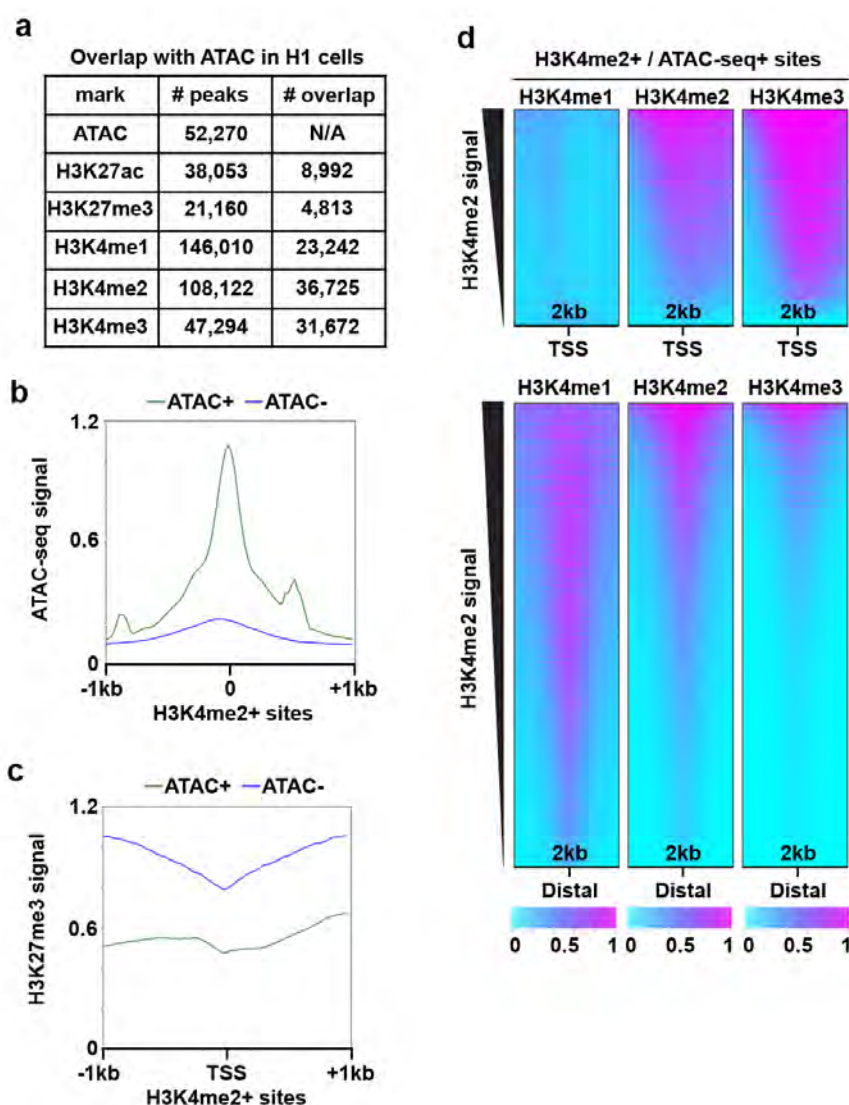 a
Overlap with ATAC in H1 cells
mark # peaks # overlap
ATAC 52,270 N/A
H3K27ac 38,053 8,992
H3K27me3 21,160 4,813
H3K4me1 146,010 23,242
H3K4me2 108,122 36,725
H3K4me3 47,294 31,672
b
ATAC+ ATAC-
1.2
0.6
0
ATAC-seq signal
-1kb 0 +1kb
H3K4me2+ sites
c
ATAC+ ATAC-
1.2
0.6
0
H3K27me3 signal
-1kb TSS +1kb
H3K4me2+ sites
d
H3K4me2+ / ATAC-seq+ sites
H3K4me1 H3K4me2 H3K4me3
H3K4me2 signal
2kb 2kb 2kb
TSS TSS TSS
H3K4me1 H3K4me2 H3K4me3
H3K4me2 signal
2kb 2kb 2kb
Distal Distal Distal
0 0.5 1 0 0.5 1 0 0.5 1